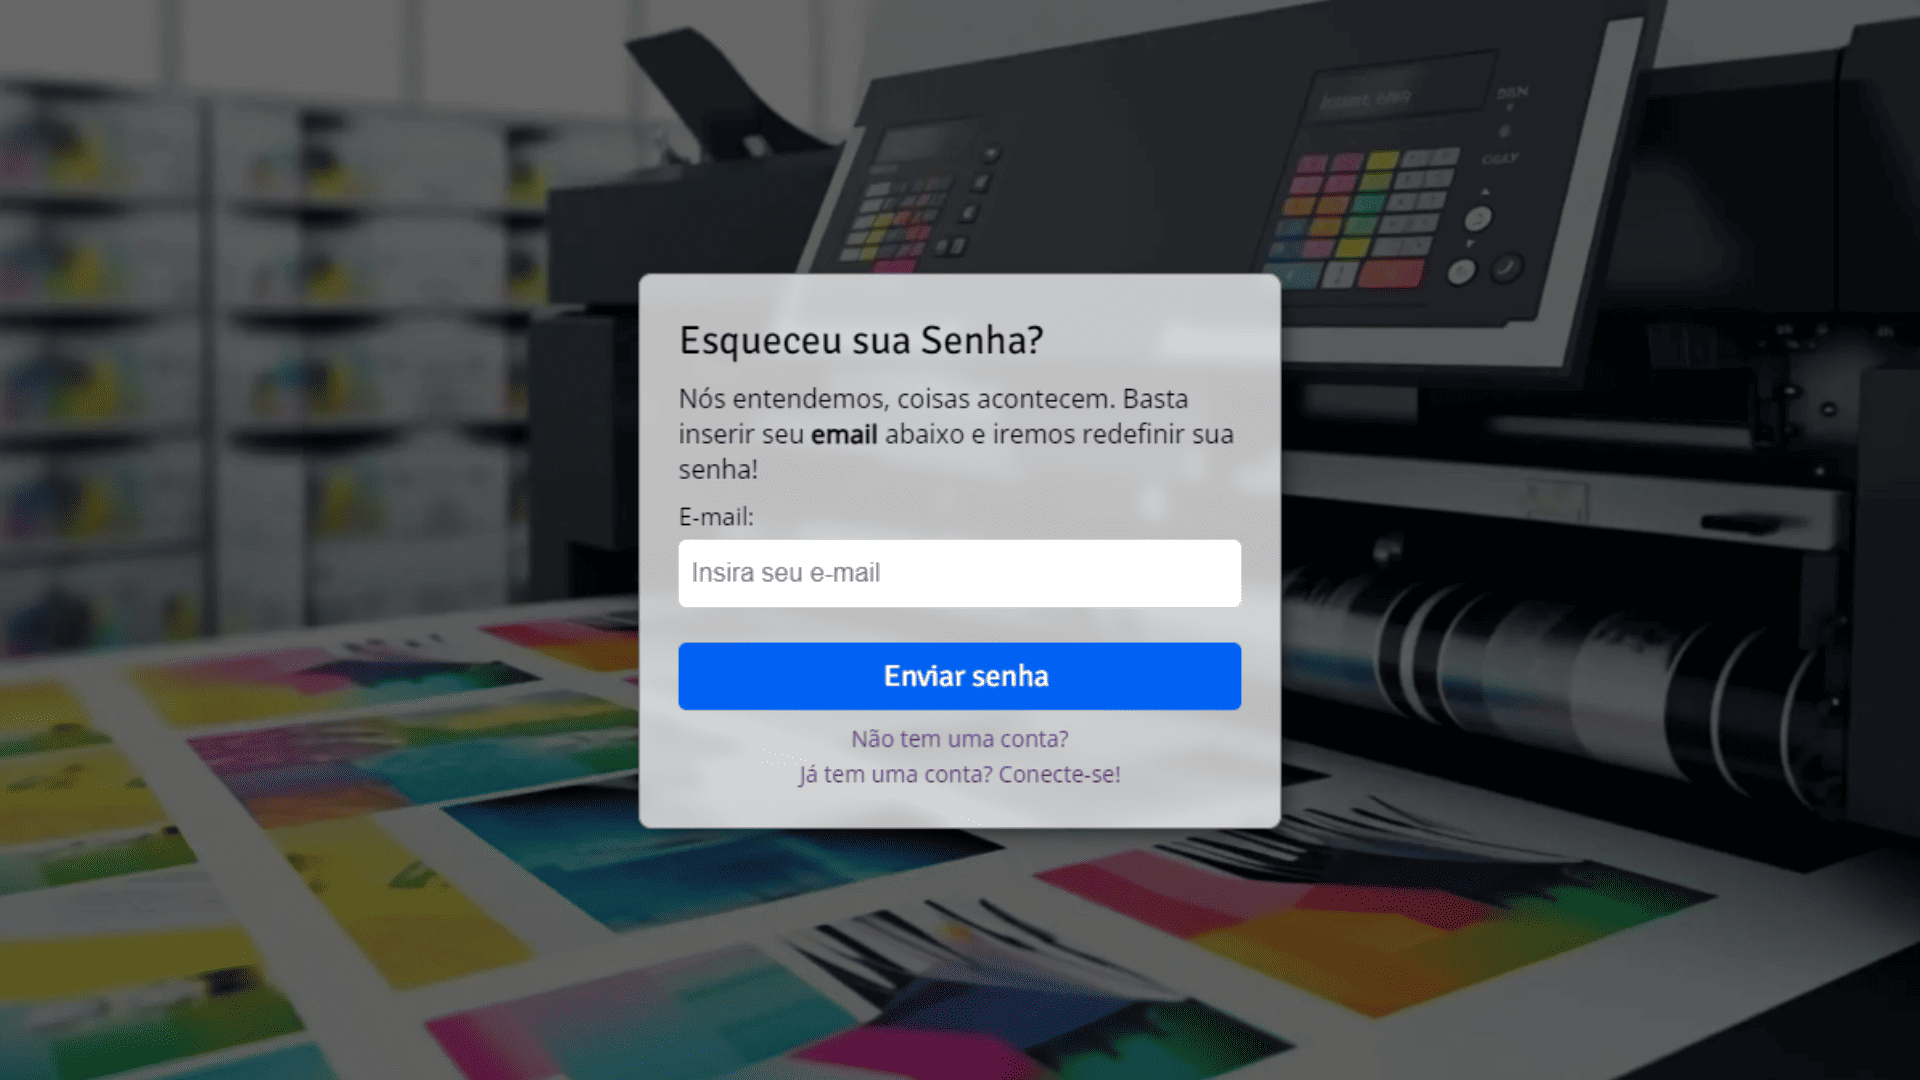 Esqueceu sua Senha?
Nós entendemos, coisas acontecem. Basta
inserir seu email abaixo e iremos redefinir sua
senha!
E-mail:
Insira seu e-mail
Enviar senha
Não tem uma conta?
Já tem uma conta? Conecte-se!